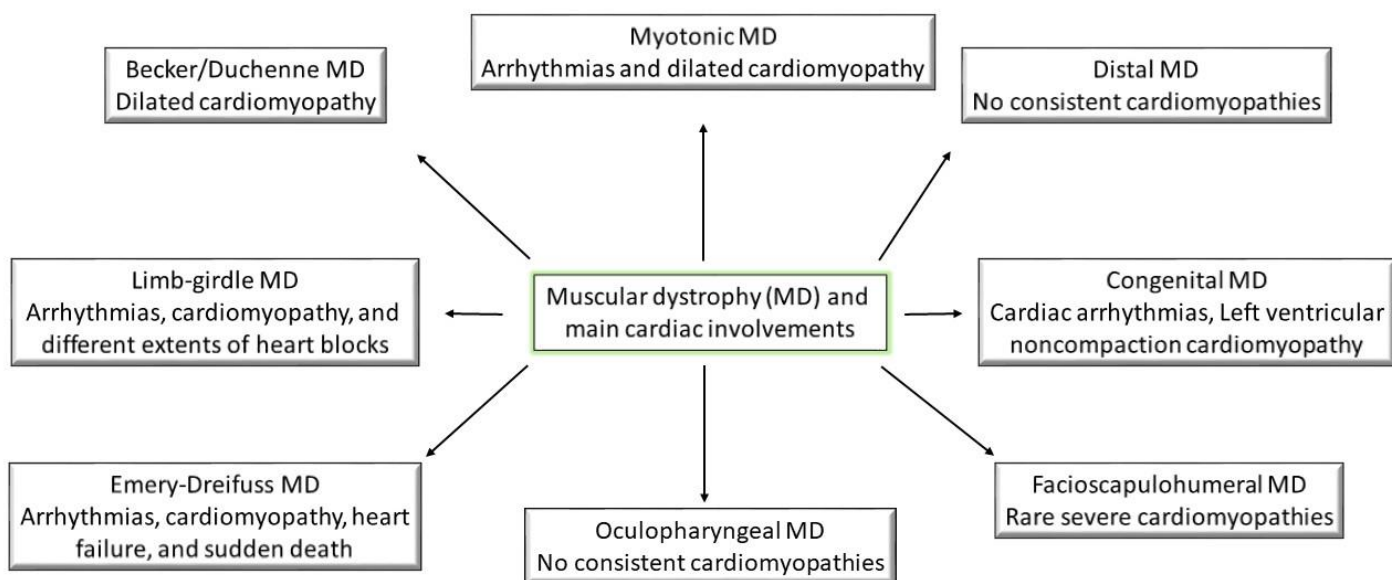 Myotonic MD
Arrhythmias and dilated cardiomyopathy
Becker/Duchenne MD
Dilated cardiomyopathy
Distal MD
No consistent cardiomyopathies
Limb-girdle MD
Arrhythmias, cardiomyopathy, and
different extents of heart blocks
Muscular dystrophy (MD) and
main cardiac involvements
Congenital MD
Cardiac arrhythmias, Left ventricular
noncompaction cardiomyopathy
Emery-Dreifuss MD
Arrhythmias, cardiomyopathy, heart
failure, and sudden death
Oculopharyngeal MD
No consistent cardiomyopathies
Facioscapulohumeral MD
Rare severe cardiomyopathies